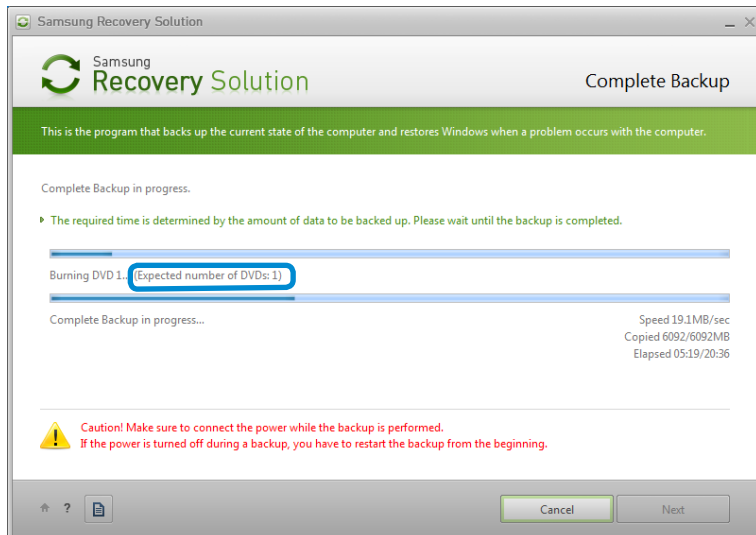 Samsung Recovery Solution
Samsung
Recovery Solution
Complete Backup
This is the program that backs up the current state of the computer and restores Windows when a problem occurs with the computer.
Complete Backup in progress.
The required time is determined by the amount of data to be backed up. Please wait until the backup is completed.
Burning DVD 1.. (Expected number of DVDs: 1)
Complete Backup in progress...
Speed 19.1MB/sec
Copied 6092/6092MB
Elapsed 05:19/20:36
Caution! Make sure to connect the power while the backup is performed.
If the power is turned off during a backup, you have to restart the backup from the beginning.
?
Cancel
Next